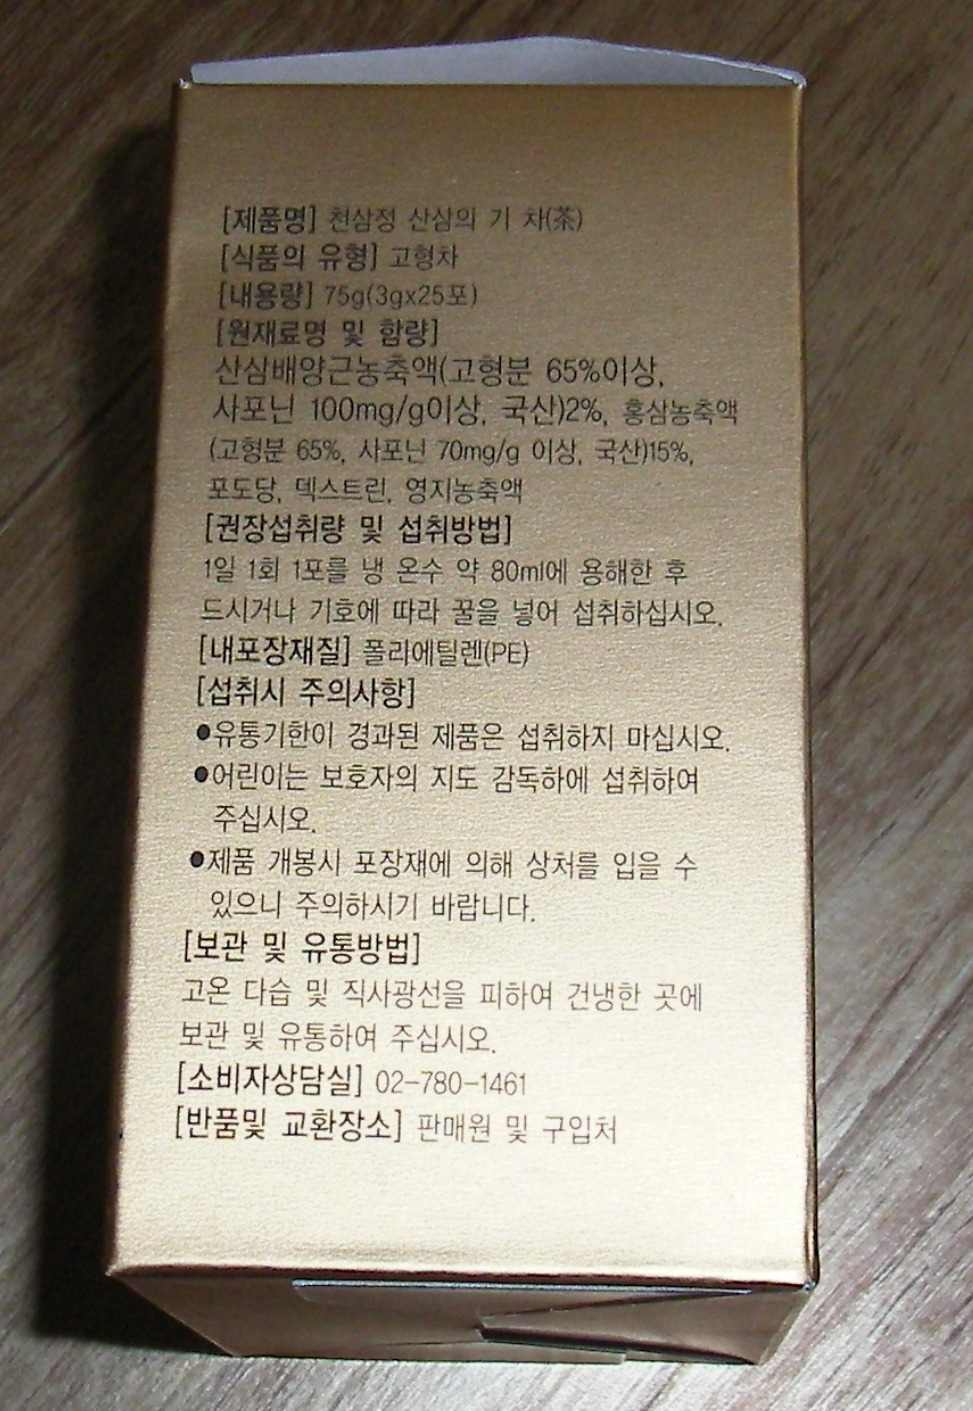 [제품명] 천삼정 산삼의 기 차(茶)
[식품의 유형] 고형차
[내용량] 75g(3gx25포)
[원재료명 및 함량]
산삼배양근농축액(고형분 65%이상,
사포닌 100mg/g이상, 국산)2%, 홍삼농축액
(고형분 65%, 사포닌 70mg/g 이상, 국산)15%,
포도당, 덱스트린, 영지농축액
[권장섭취량 및 섭취방법]
1일 1회 1포를 냉 온수 약 80ml에 용해한 후
드시거나 기호에 따라 꿀을 넣어 섭취하십시오.
[내포장재질] 폴리에틸렌(PE)
[섭취시 주의사항]
●유통기한이 경과된 제품은 섭취하지 마십시오.
●어린이는 보호자의 지도 감독하에 섭취하여
주십시오.
●제품 개봉시 포장재에 의해 상처를 입을 수
있으니 주의하시기 바랍니다.
[보관 및 유통방법]
고온 다습 및 직사광선을 피하여 건냉한 곳에
보관 및 유통하여 주십시오.
[소비자상담실] 02-780-1461
[반품및 교환장소] 판매원 및 구입처